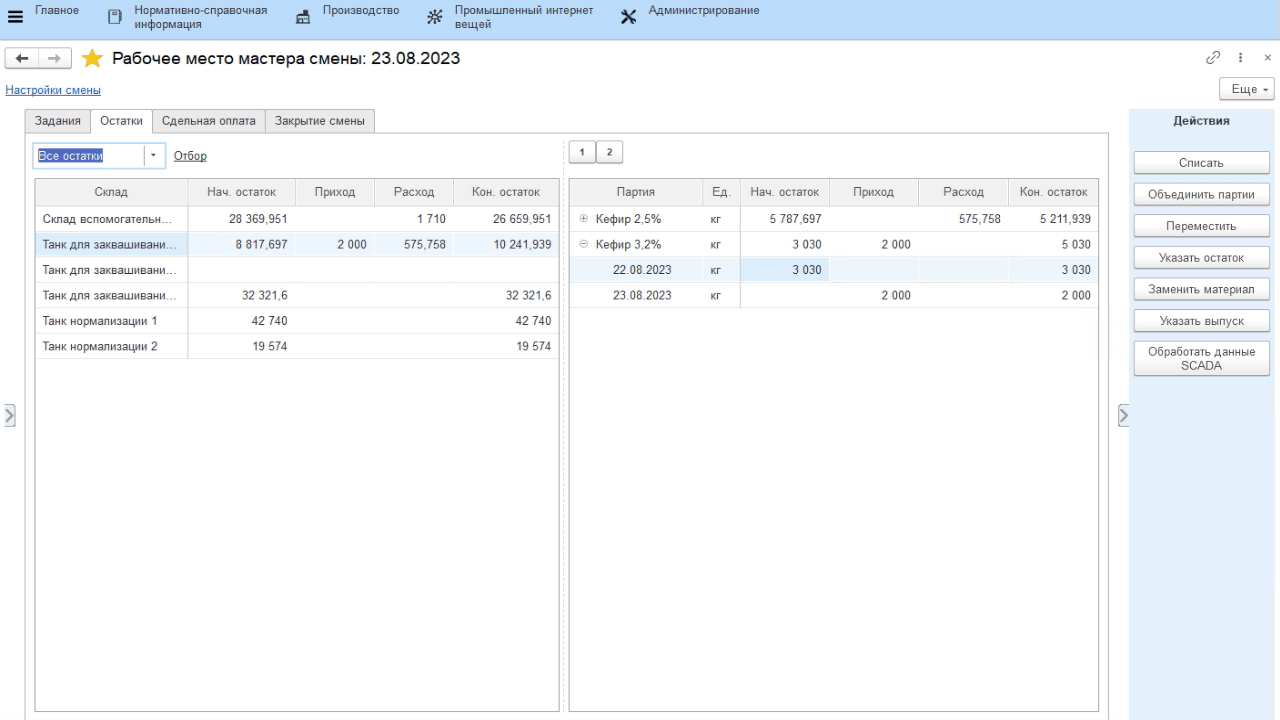 Главное
Нормативно-справочная
информация
Производство
Промышленный интернет
вещей
Администрирование
Рабочее место мастера смены: 23.08.2023
Настройки смены
Еще
Задания Остатки Сдельная оплата Закрытие смены
Действия
Все остатки Отбор
1 2
Склад Нач. остаток Приход Расход Кон. остаток
Склад вспомогательн... 28 369,951 1 710 26 659,951
Танк для заквашивани... 8 817,697 2 000 575,758 10 241,939
Танк для заквашивани...
Танк для заквашивани... 32 321,6 32 321,6
Танк нормализации 1 42 740 42 740
Танк нормализации 2 19 574 19 574
Партия Ед. Нач. остаток Приход Расход Кон. остаток
Кефир 2,5% кг 5 787,697 575,758 5 211,939
Кефир 3,2% кг 3 030 2 000 5 030
22.08.2023 кг 3 030 3 030
23.08.2023 кг 2 000 2 000
Списать
Объединить партии
Переместить
Указать остаток
Заменить материал
Указать выпуск
Обработать данные
SCADA